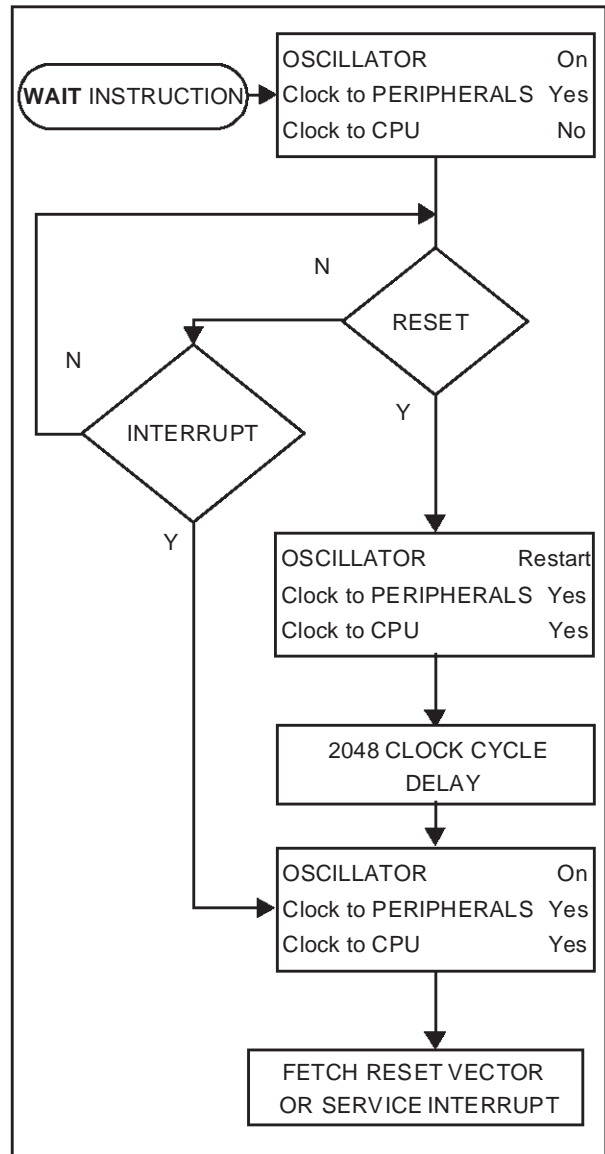 WAIT INSTRUCTION
OSCILLATOR On
Clock to PERIPHERALS Yes
Clock to CPU No
N
RESET
N
INTERRUPT
Y
Y
OSCILLATOR Restart
Clock to PERIPHERALS Yes
Clock to CPU Yes
2048 CLOCK CYCLE
DELAY
OSCILLATOR On
Clock to PERIPHERALS Yes
Clock to CPU Yes
FETCH RESET VECTOR
OR SERVICE INTERRUPT